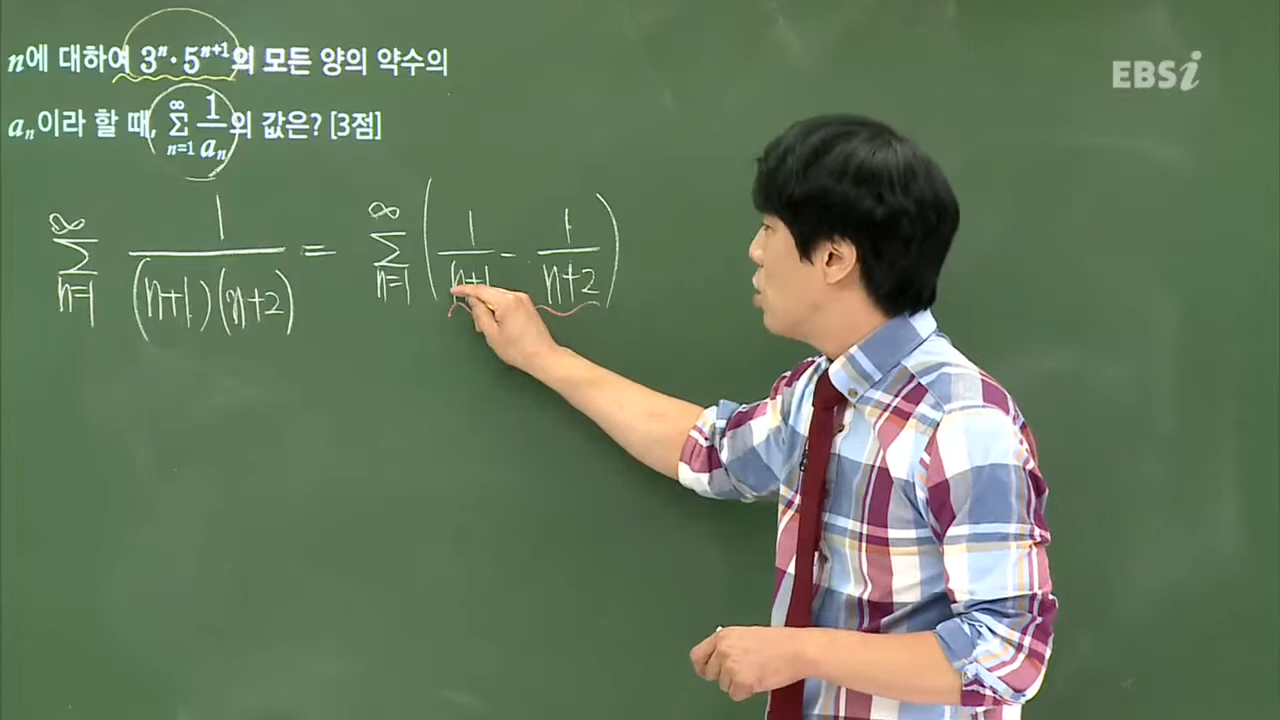 n에 대하여 3ⁿ·5ⁿ⁺¹의 모든 양의 약수의
aₙ이라 할 때, ∞ Σ n=1 1/aₙ의 값은? [3점]
∞ Σ n=1 1/((n+1)(n+2)) = ∞ Σ n=1 (1/(n+1) - 1/(n+2))
EBSi